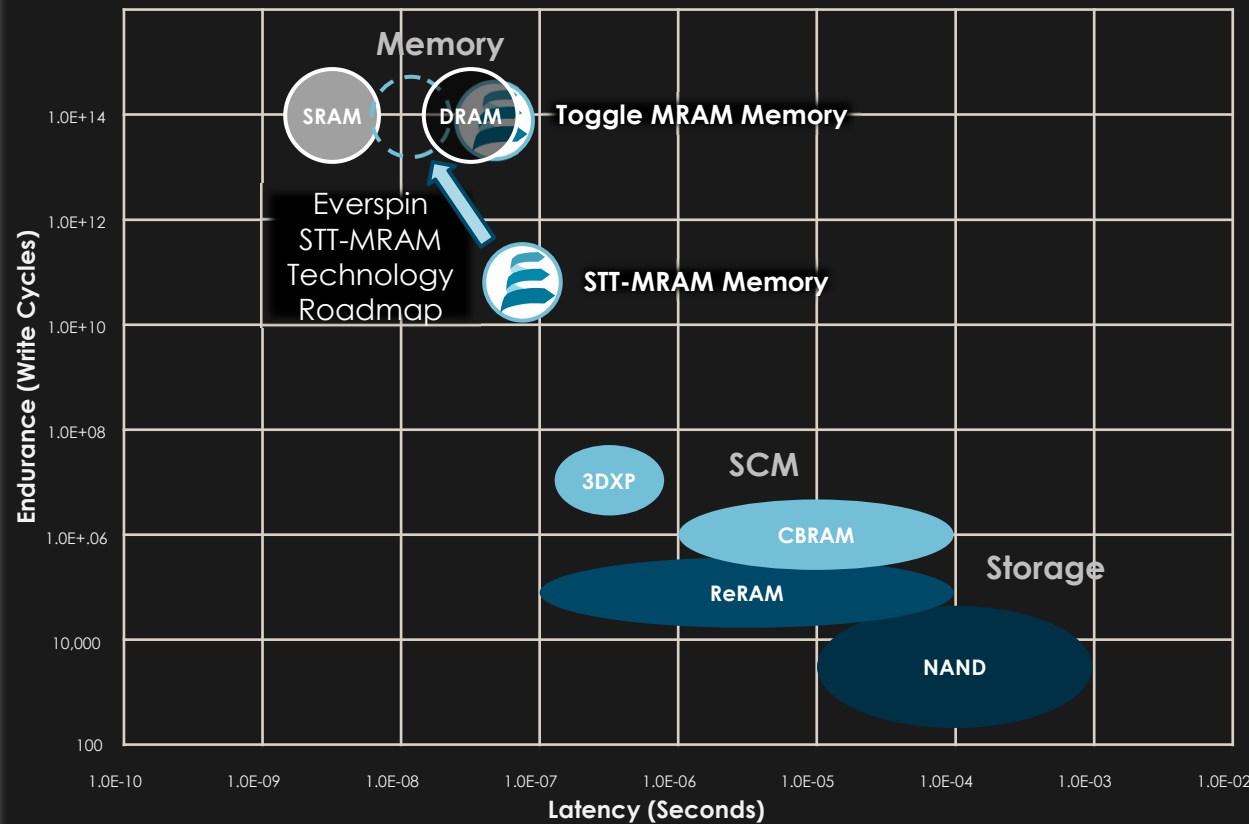 Memory
SRAM
DRAM
Toggle MRAM Memory
Everspin
STT-MRAM
Technology
Roadmap
STT-MRAM Memory
3DXP
SCM
CBRAM
Storage
ReRAM
NAND
Endurance (Write Cycles)
1.0E+14
1.0E+12
1.0E+10
1.0E+08
1.0E+.06
10,000
100
1.0E-10
1.0E-09
1.0E-08
1.0E-07
1.0E-06
1.0E-05
1.0E-04
1.0E-03
1.0E-02
Latency (Seconds)